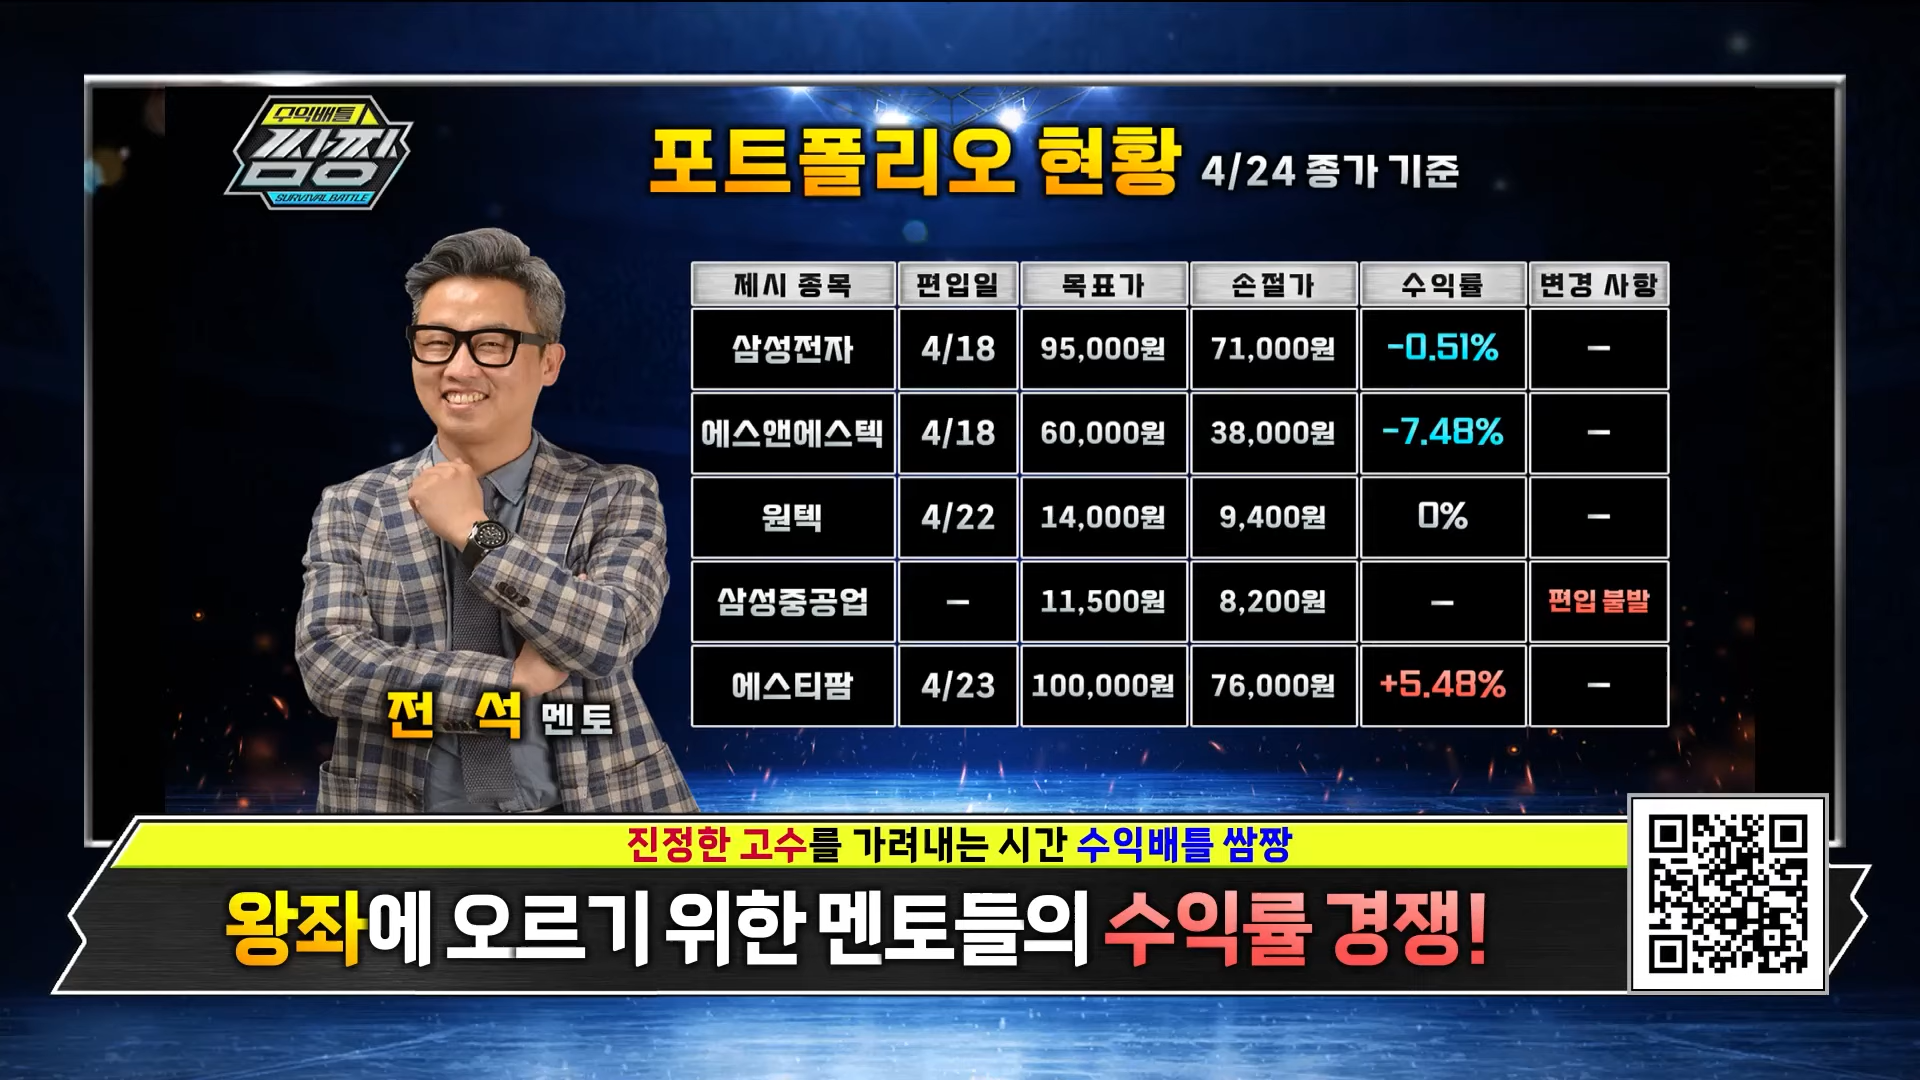 수익배틀
쌈짱
SURVIVAL BATTLE
포트폴리오 현황 4/24 종가 기준
제시 종목 편입일 목표가 손절가 수익률 변경 사항
삼성전자 4/18 95,000원 71,000원 -0.51% –
에스앤에스텍 4/18 60,000원 38,000원 -7.48% –
원텍 4/22 14,000원 9,400원 0% –
삼성중공업 – 11,500원 8,200원 – 편입 불발
에스티팜 4/23 100,000원 76,000원 +5.48% –
전 석 멘토
진정한 고수를 가려내는 시간 수익배틀 쌈짱
왕좌에 오르기 위한 멘토들의 수익률 경쟁!